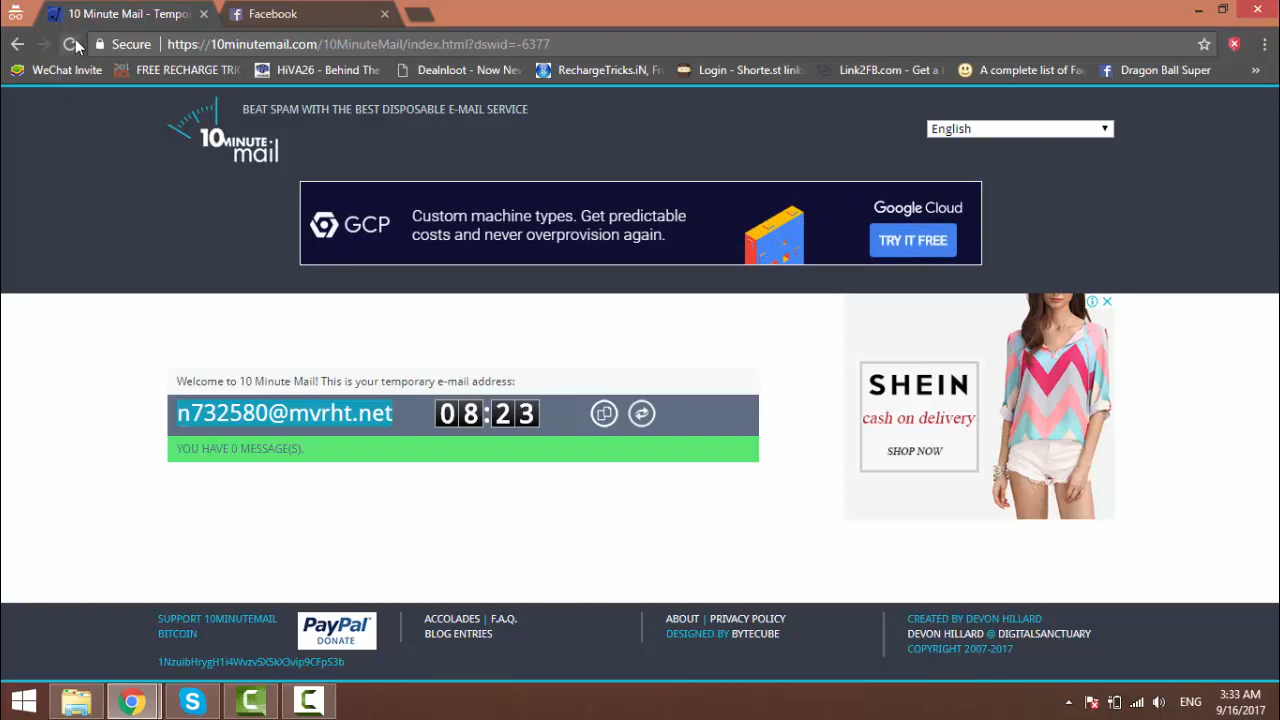 10 Minute Mail - Tempo
Facebook
Secure
https://10minutemail.com/10MinuteMail/index.html?dswid=-6377
WeChat Invite
FREE RECHARGE TRIC
HiVA26 - Behind The
Dealnloot - Now Nev
RechargeTricks.iN, Fr
Login - Shorte.st link
Link2FB.com - Get a l
A complete list of Fa
Dragon Ball Super
»
BEAT SPAM WITH THE BEST DISPOSABLE E-MAIL SERVICE
10MINUTE
mail
English
GCP
Custom machine types. Get predictable
costs and never overprovision again.
Google Cloud
TRY IT FREE
Welcome to 10 Minute Mail! This is your temporary e-mail address:
n732580@mvrht.net
08:23
YOU HAVE 0 MESSAGE(S).
SHEIN
cash on delivery
SHOP NOW
SUPPORT 10MINUTEMAIL
BITCOIN
PayPal
DONATE
1NzuibHrygH1i4Wvzv5X5kX3vip9CFpS3b
ACCOLADES | F.A.Q.
BLOG ENTRIES
ABOUT | PRIVACY POLICY
DESIGNED BY BYTECUBE
CREATED BY DEVON HILLARD
DEVON HILLARD @ DIGITALSANCTUARY
COPYRIGHT 2007-2017
ENG
3:33 AM
9/16/2017